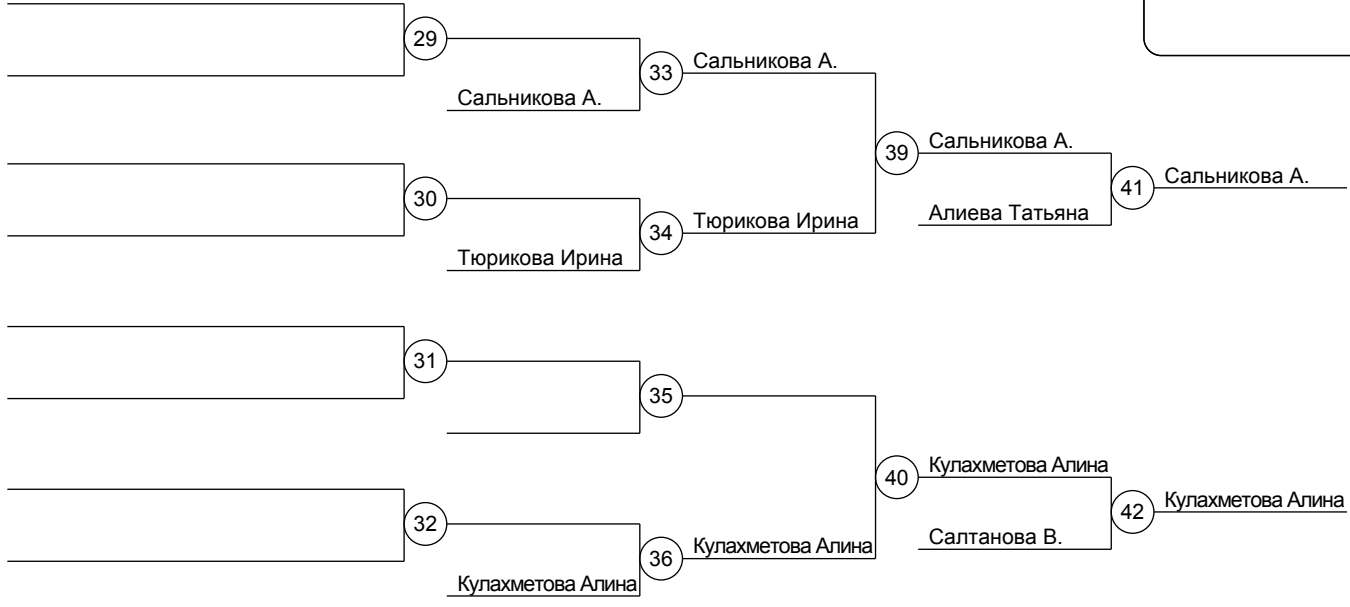 29
33 Сальникова А.
Сальникова А.
39 Сальникова А.
41 Сальникова А.
30
34 Тюрикова Ирина
Алиева Татьяна
Тюрикова Ирина
31
35
40 Кулахметова Алина
42 Кулахметова Алина
32
36 Кулахметова Алина
Салтанова В.
Кулахметова Алина